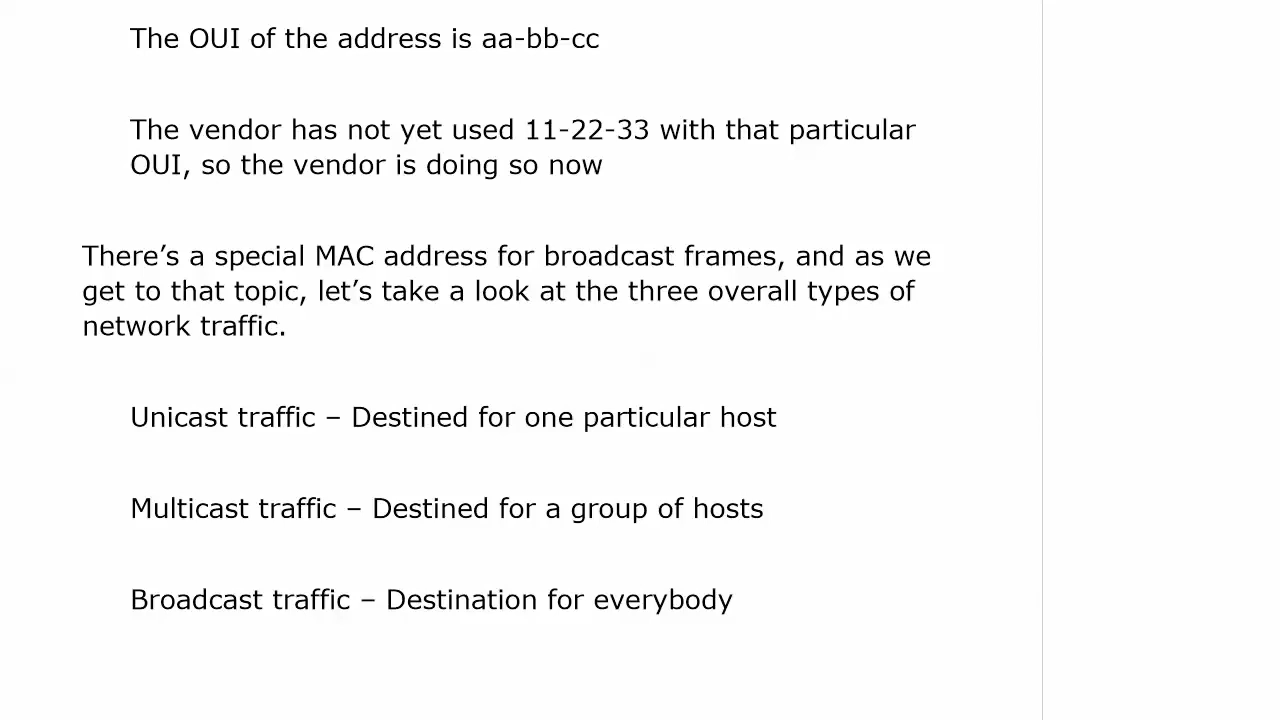 The OUI of the address is aa-bb-cc
The vendor has not yet used 11-22-33 with that particular
OUI, so the vendor is doing so now
There’s a special MAC address for broadcast frames, and as we
get to that topic, let’s take a look at the three overall types of
network traffic.
Unicast traffic – Destined for one particular host
Multicast traffic – Destined for a group of hosts
Broadcast traffic – Destination for everybody